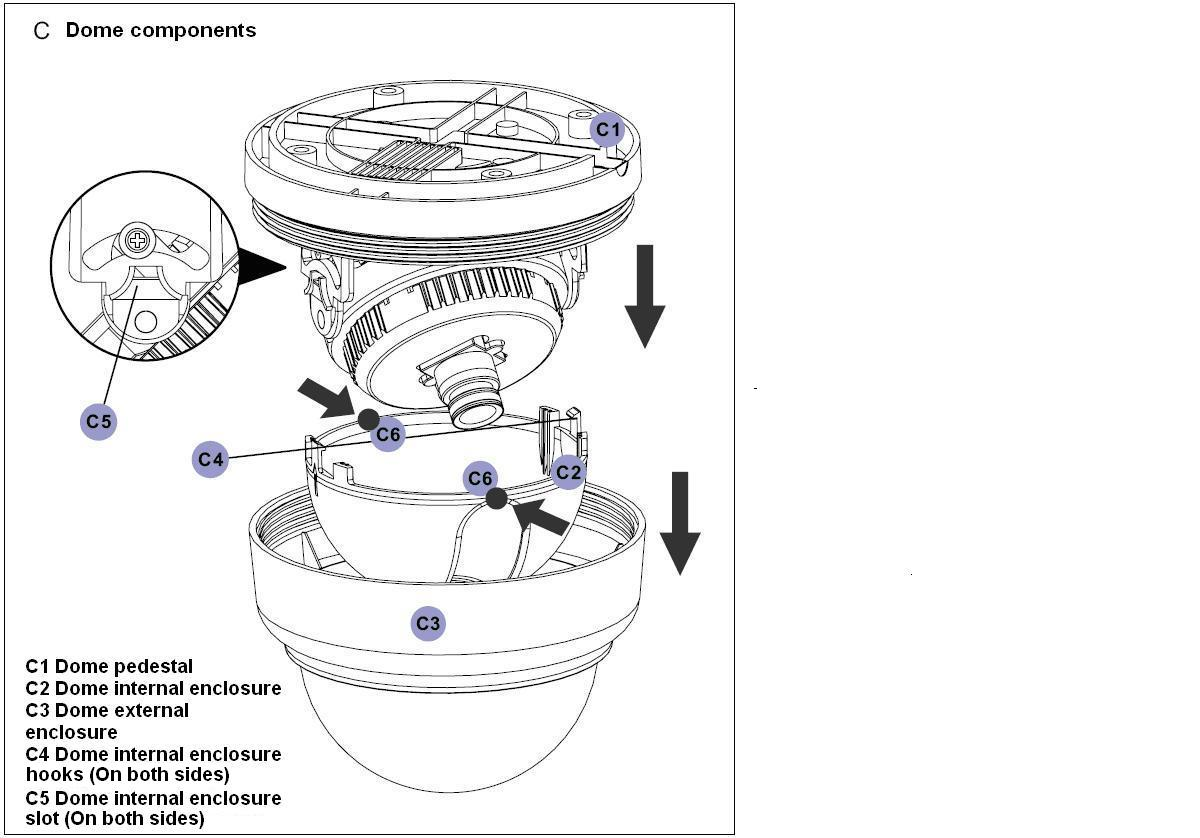 C Dome components
C1
C5
C6
C4
C6
C2
C3
C1 Dome pedestal
C2 Dome internal enclosure
C3 Dome external
enclosure
C4 Dome internal enclosure
hooks (On both sides)
C5 Dome internal enclosure
slot (On both sides)